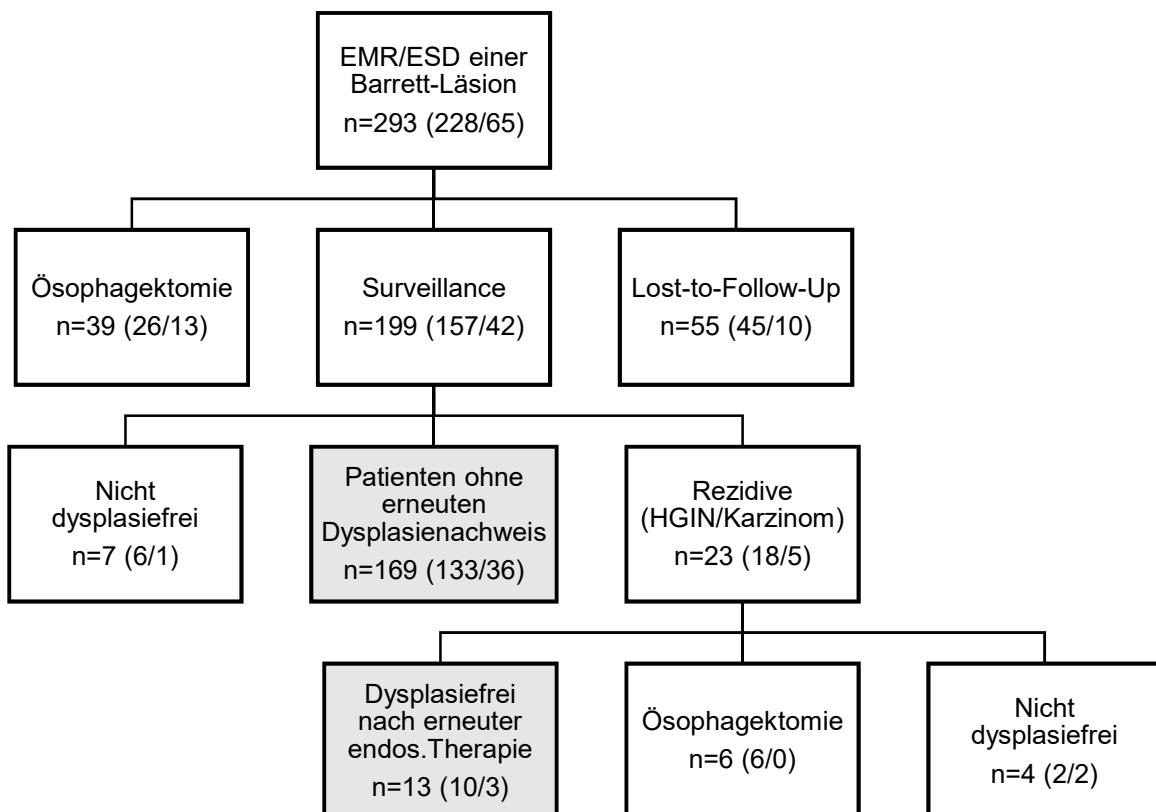 EMR/ESD einer
Barrett-Läsion
n=293 (228/65)
Ösophagektomie
n=39 (26/13)
Surveillance
n=199 (157/42)
Lost-to-Follow-Up
n=55 (45/10)
Nicht
dysplasiefrei
n=7 (6/1)
Patienten ohne
erneuten
Dysplasienachweis
n=169 (133/36)
Rezidive
(HGIN/Karzinom)
n=23 (18/5)
Dysplasiefrei
nach erneuter
endos.Therapie
n=13 (10/3)
Ösophagektomie
n=6 (6/0)
Nicht
dysplasiefrei
n=4 (2/2)